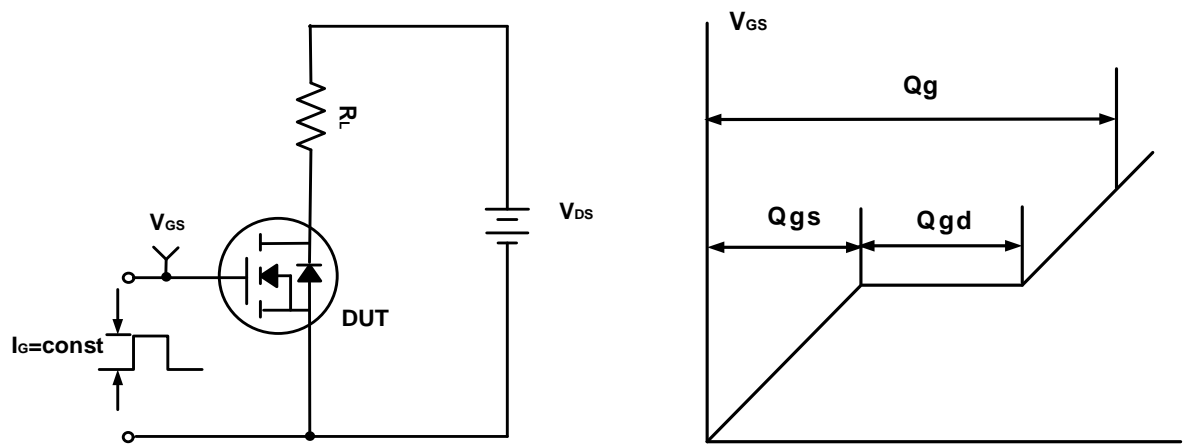 RL
VDS
VGS
DUT
IG=const
VGS
Qg
Qgs
Qgd